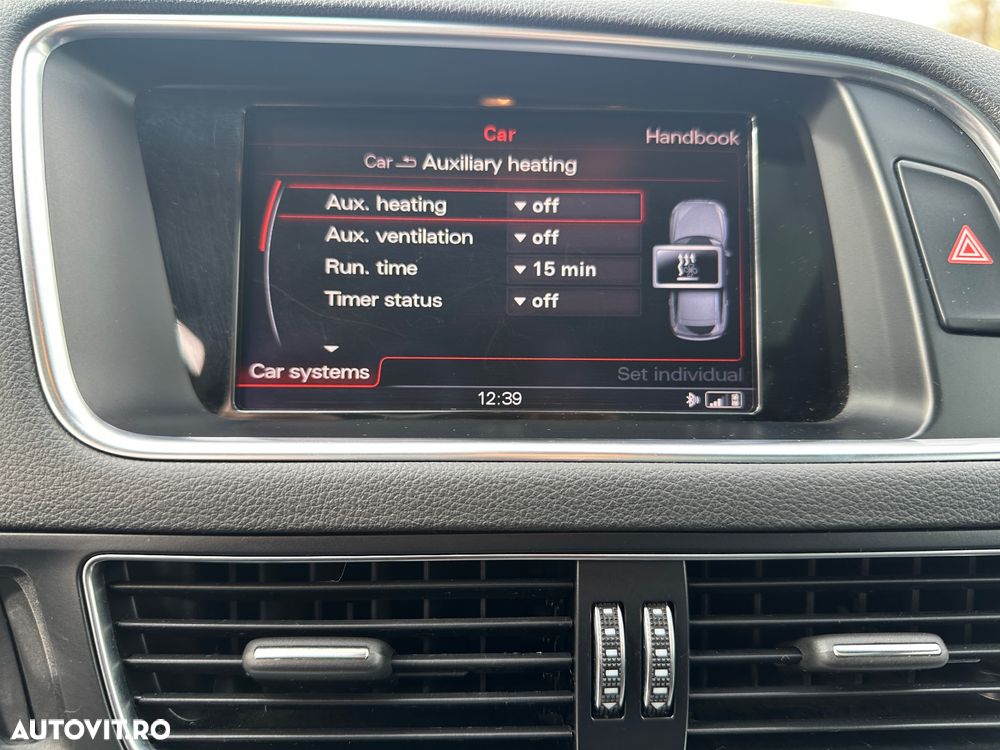 Car
Handbook
Car Auxiliary heating
Aux. heating off
Aux. ventilation off
Run. time 15 min
Timer status off
Car systems
Set individual
12:39
AUTOVIT.RO